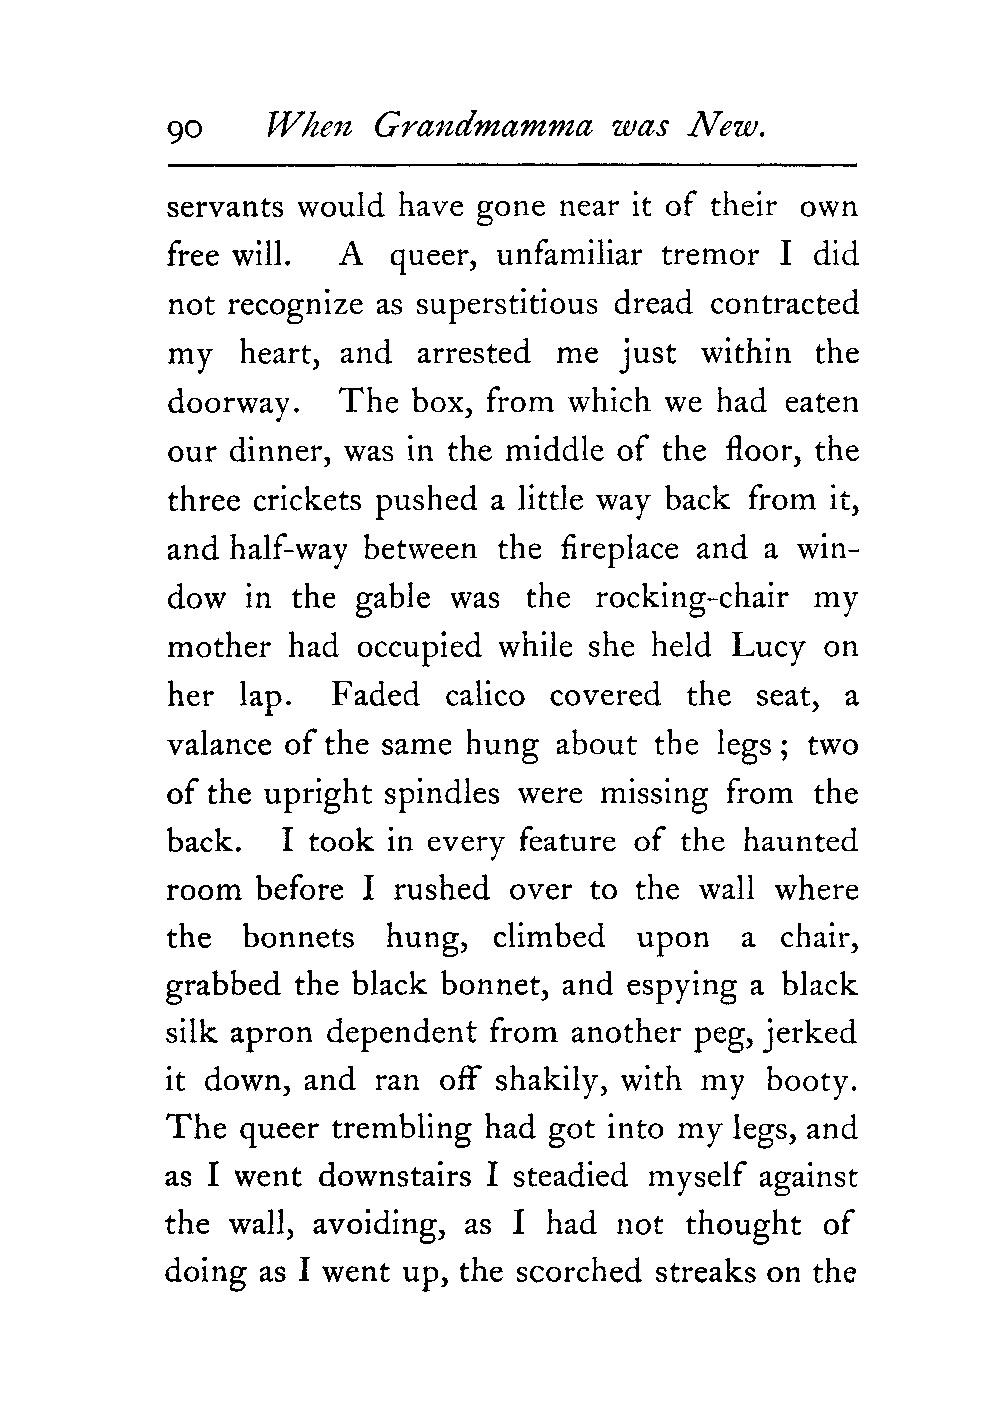 90 When Grandmamma was New.
servants would have gone near it of their own
free will. A queer, unfamiliar tremor I did
not recognize as superstitious dread contracted
my heart, and arrested me just within the
doorway. The box, from which we had eaten
our dinner, was in the middle of the floor, the
three crickets pushed a little way back from it,
and half-way between the fireplace and a win-
dow in the gable was the rocking-chair my
mother had occupied while she held Lucy on
her lap. Faded calico covered the seat, a
valance of the same hung about the legs; two
of the upright spindles were missing from the
back. I took in every feature of the haunted
room before I rushed over to the wall where
the bonnets hung, climbed upon a chair,
grabbed the black bonnet, and espying a black
silk apron dependent from another peg, jerked
it down, and ran off shakily, with my booty.
The queer trembling had got into my legs, and
as I went downstairs I steadied myself against
the wall, avoiding, as I had not thought of
doing as I went up, the scorched streaks on the